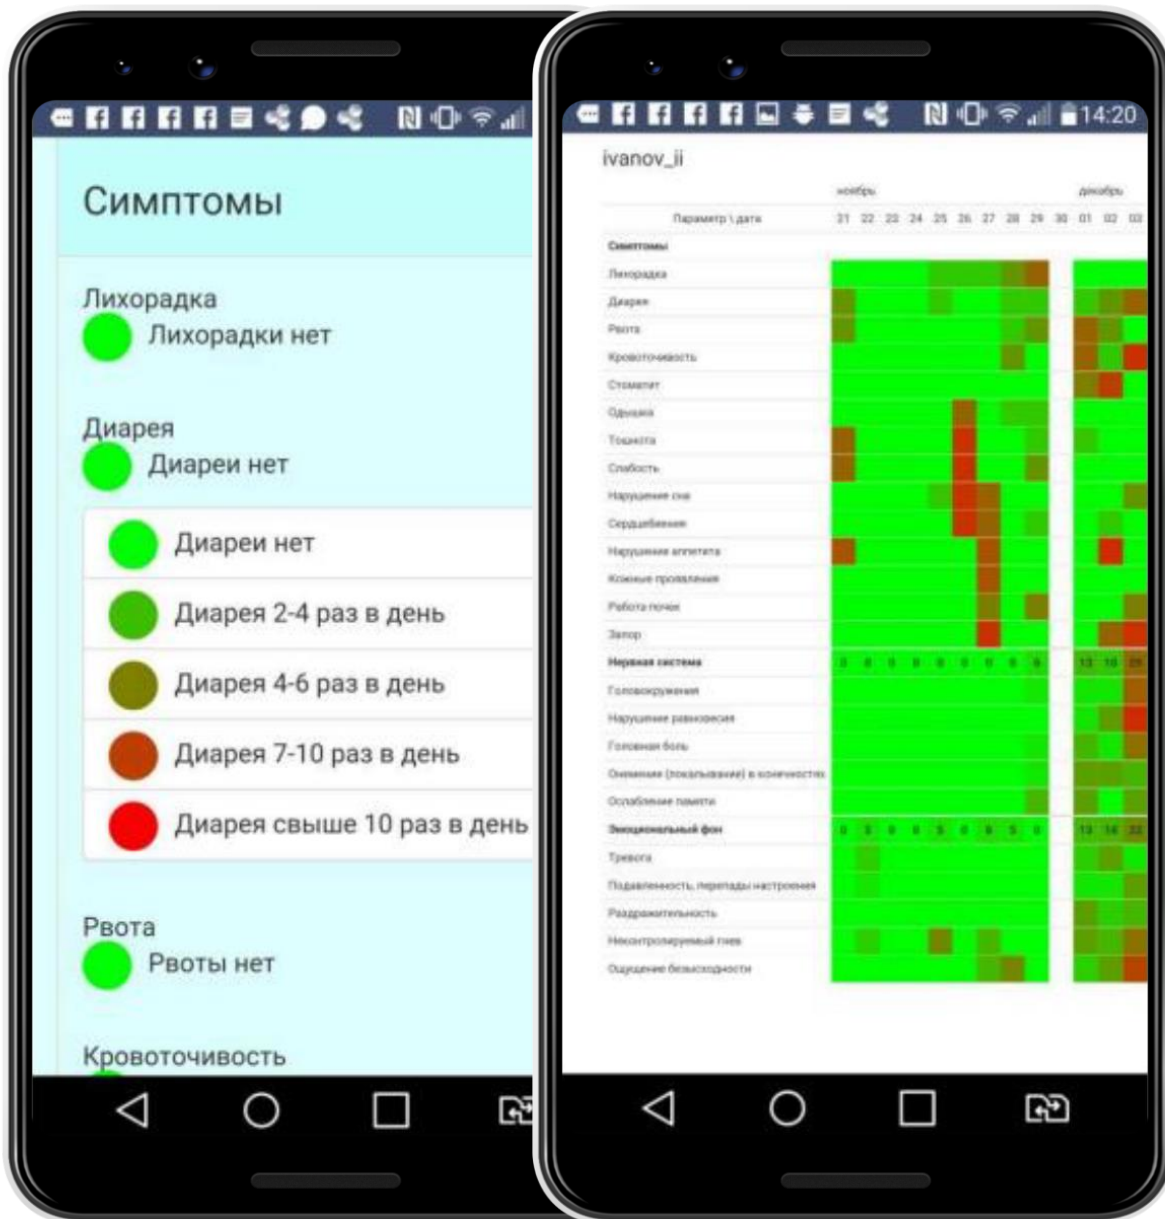 Симптомы
Лихорадка
Лихорадки нет
Диарея
Диареи нет
Диареи нет
Диарея 2-4 раз в день
Диарея 4-6 раз в день
Диарея 7-10 раз в день
Диарея свыше 10 раз в день
Рвота
Рвоты нет
Кровоточивость
14:20
ivanov_ii
ноябрь декабрь
Параметр \ дата 21 22 23 24 25 26 27 28 29 30 01 02 03
Симптомы
Лихорадка
Диарея
Рвота
Кровоточивость
Стоматит
Одышка
Тошнота
Слабость
Нарушение сна
Сердцебиение
Нарушение аппетита
Кожные проявления
Работа почек
Запор
Нервная система
Головокружения
Нарушение равновесия
Головная боль
Онемение (покалывание) в конечностях
Ослабление памяти
Эмоциональный фон
Тревога
Подавленность, перепады настроения
Раздражительность
Неконтролируемый гнев
Ощущение безысходности